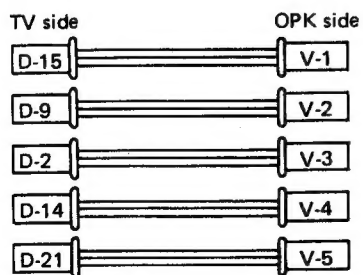 TV side OPK side
D-15 V-1
D-9 V-2
D-2 V-3
D-14 V-4
D-21 V-5